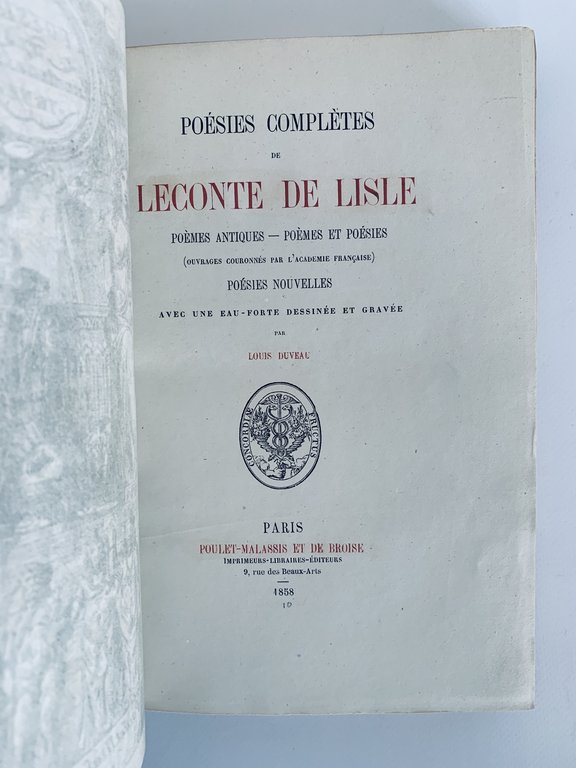 POÉSIES COMPLÈTES
DE
LECONTE DE LISLE
POÈMES ANTIQUES — POÈMES ET POÉSIES
(OUVRAGES COURONNÉS PAR L'ACADEMIE FRANÇAISE)
POÉSIES NOUVELLES
AVEC UNE EAU-FORTE DESSINÉE ET GRAVÉE
PAR
LOUIS DUVEAU
CONCORDIÆ FRUCTUS
PARIS
POULET-MALASSIS ET DE BROISE
IMPRIMEURS-LIBRAIRES-ÉDITEURS
9, rue des Beaux-Arts
1858